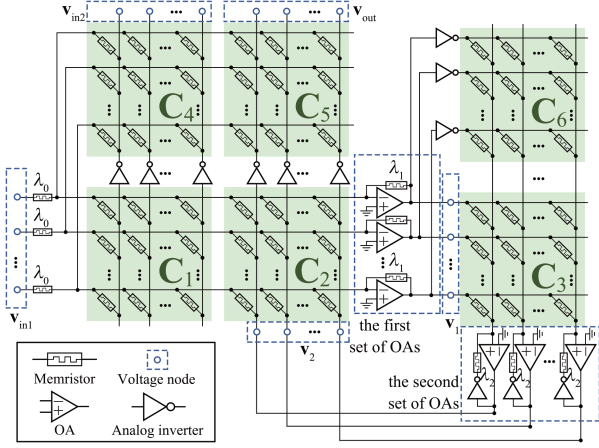 v_in2
v_out
C_4
C_5
C_6
λ_0
λ_0
λ_0
λ_1
λ_1
C_1
C_2
C_3
v_in1
v_2
v_1
the first
set of OAs
the second
set of OAs
λ_2
λ_2
λ_2
Memristor
Voltage node
OA
Analog inverter